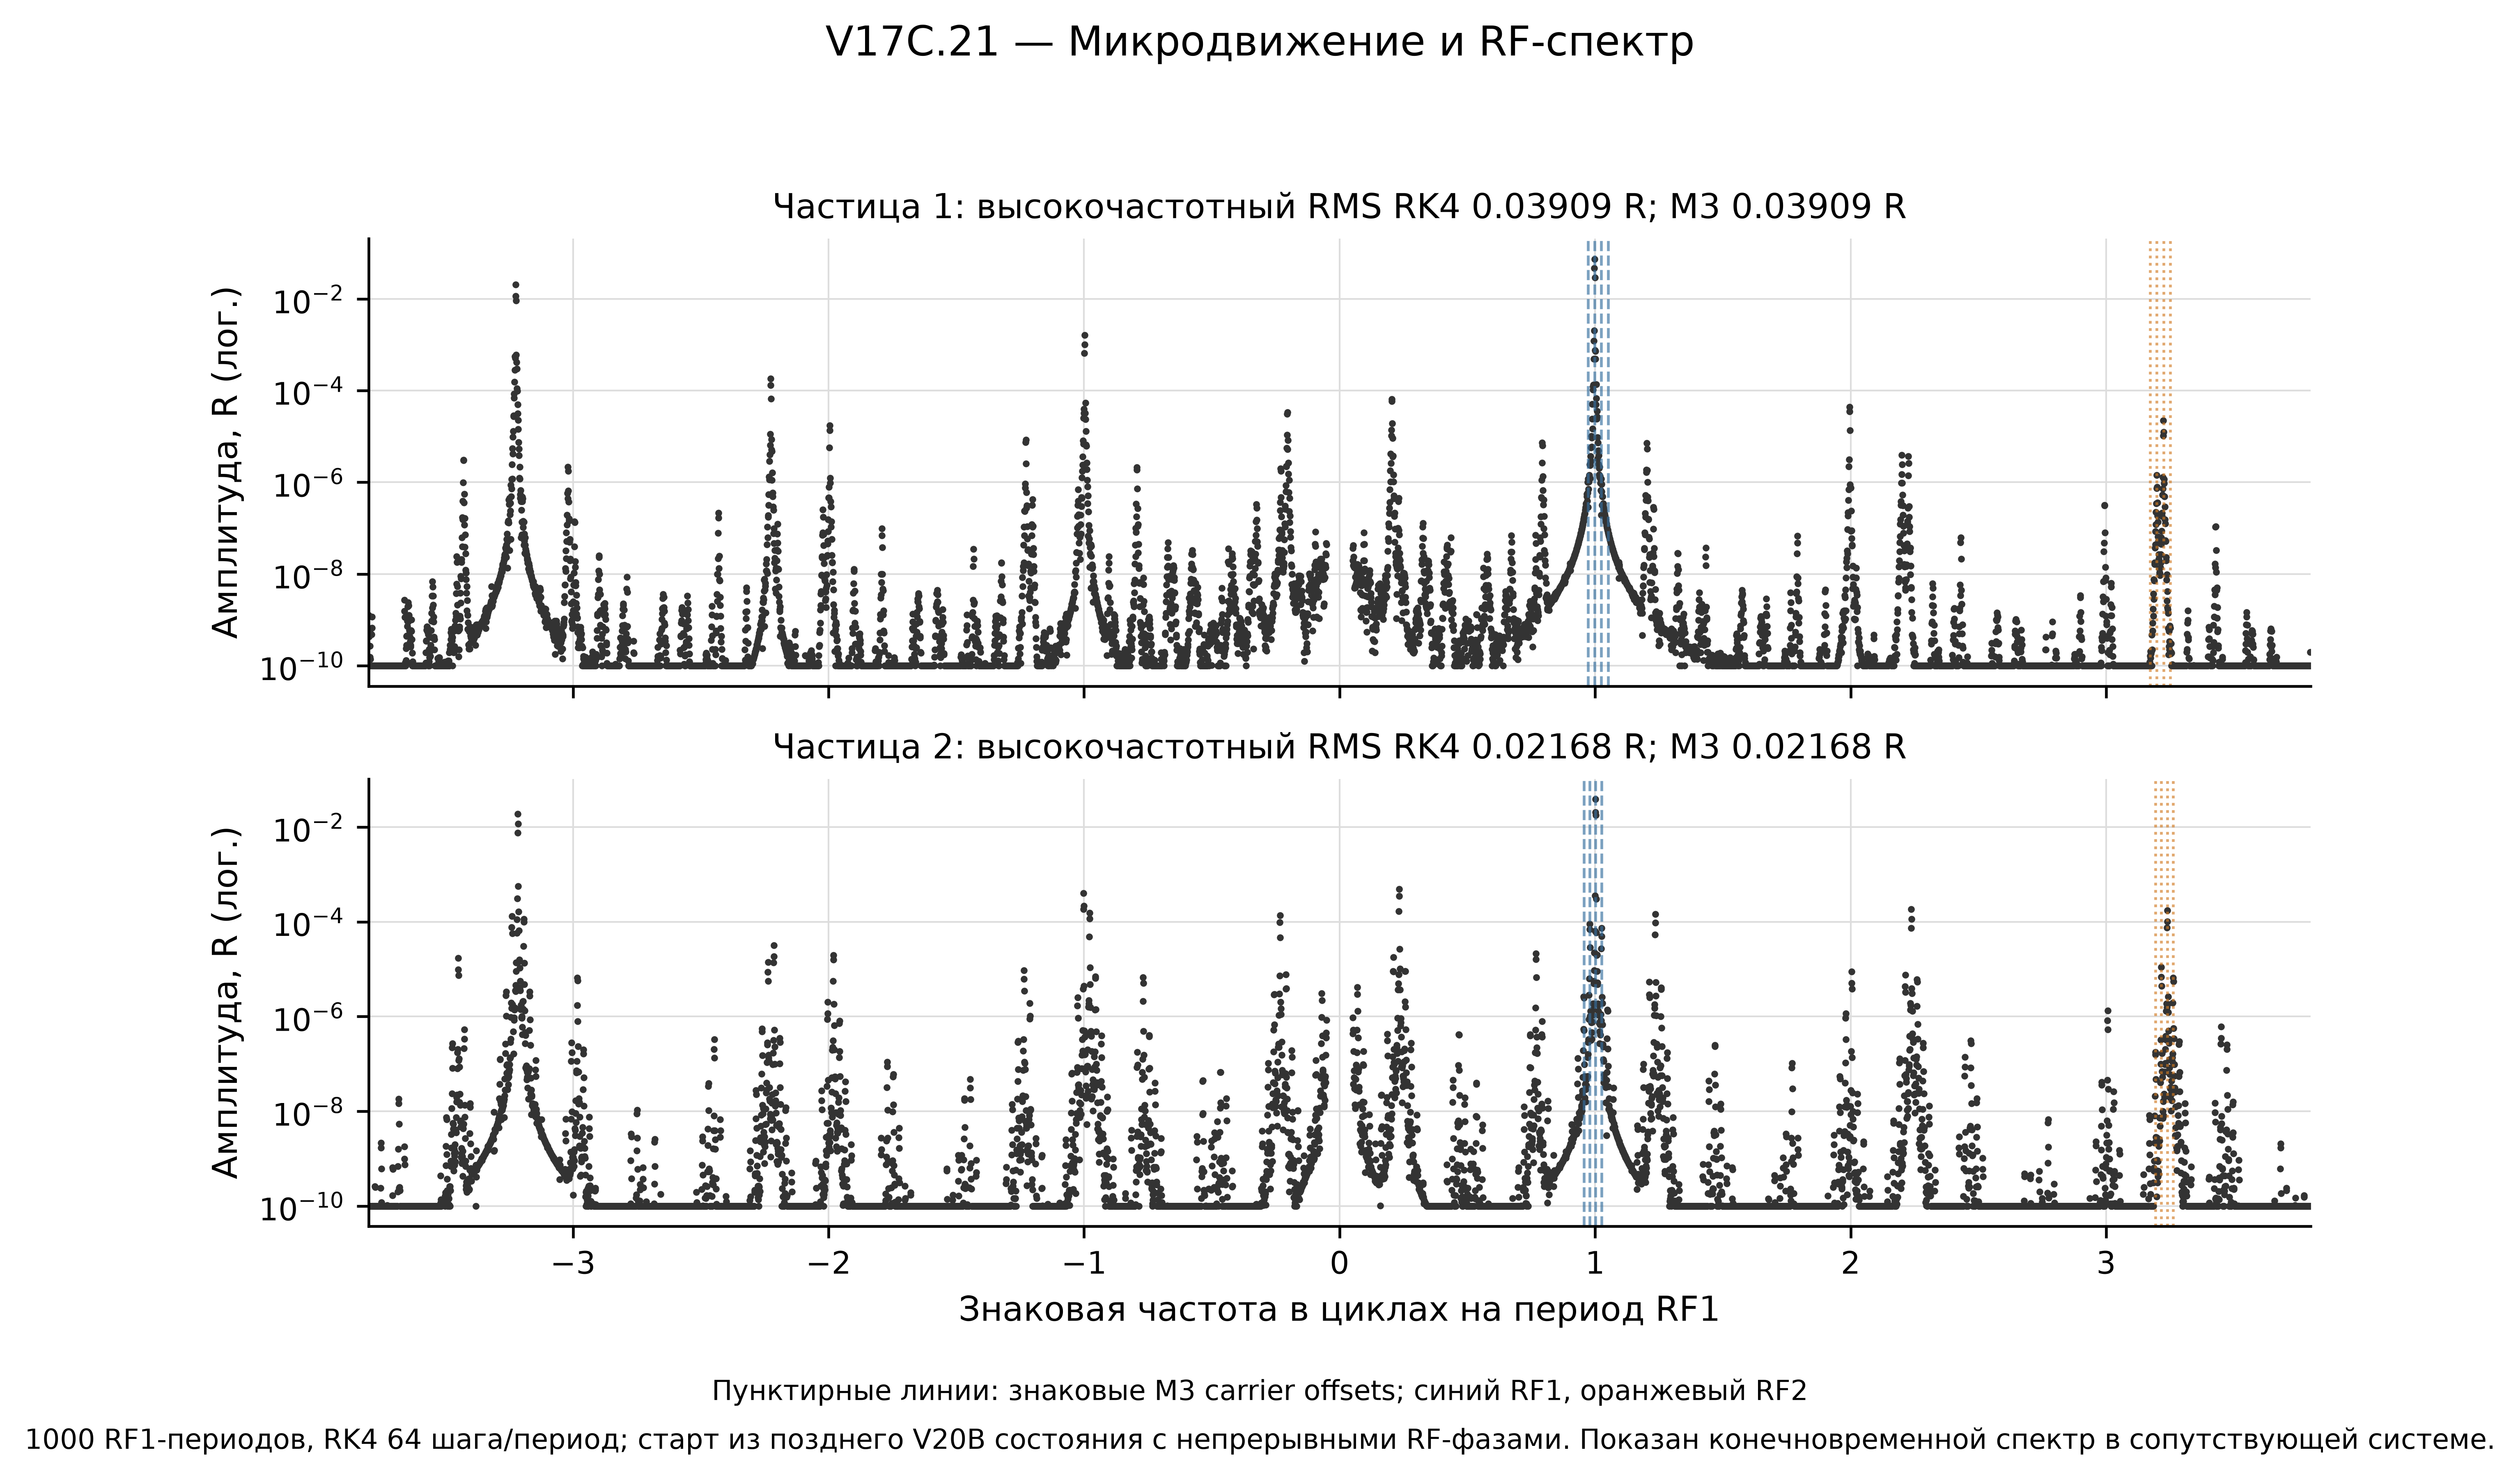 V17C.21 — Микродвижение и RF-спектр
Частица 1: высокочастотный RMS RK4 0.03909 R; M3 0.03909 R
Амплитуда, R (лог.)
10⁻²
10⁻⁴
10⁻⁶
10⁻⁸
10⁻¹⁰
Частица 2: высокочастотный RMS RK4 0.02168 R; M3 0.02168 R
Амплитуда, R (лог.)
10⁻²
10⁻⁴
10⁻⁶
10⁻⁸
10⁻¹⁰
−3 −2 −1 0 1 2 3
Знаковая частота в циклах на период RF1
Пунктирные линии: знаковые M3 carrier offsets; синий RF1, оранжевый RF2
1000 RF1-периодов, RK4 64 шага/период; старт из позднего V20B состояния с непрерывными RF-фазами. Показан конечновременной спектр в сопутствующей системе.